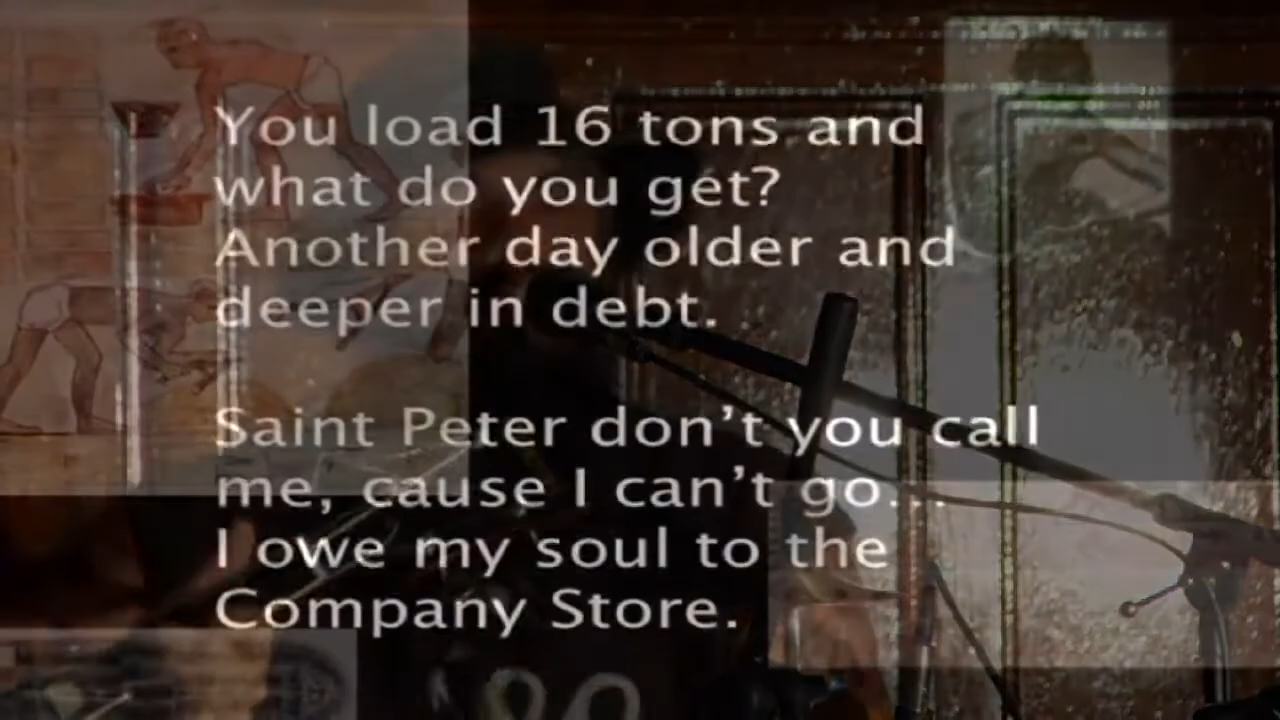 You load 16 tons and
what do you get?
Another day older and
deeper in debt.
Saint Peter don't you call
me, cause I can't go...
I owe my soul to the
Company Store.